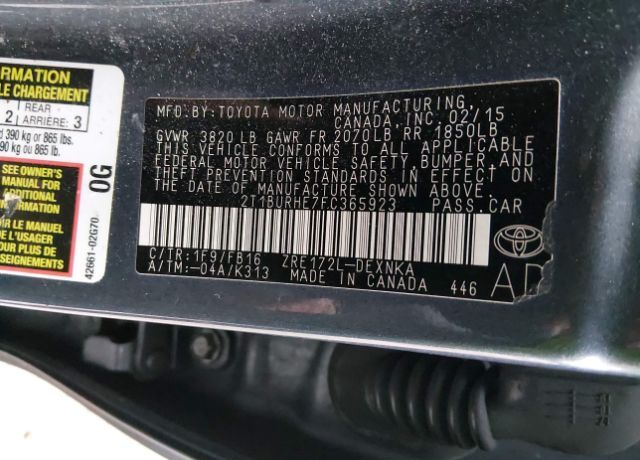 ORMATION
LE CHARGEMENT
REAR
2 ARRIÈRE: 3
390 kg or 865 lbs.
90 kg ou 865 lb.
SEE OWNER'S
MANUAL FOR
ADDITIONAL
INFORMATION
LE MANUEL
DE L'USAGER
POUR PLUS DE
RENSEIGNEMENTS
0G
42661-02G70
MFD.BY:TOYOTA MOTOR MANUFACTURING,
CANADA, INC. 02/15
GVWR 3820LB GAWR FR 2070LB RR 1850LB
THIS VEHICLE CONFORMS TO ALL APPLICABLE
FEDERAL MOTOR VEHICLE SAFETY,BUMPER,AND
THEFT PREVENTION STANDARDS IN EFFECT ON
THE DATE OF MANUFACTURE SHOWN ABOVE.
2T1BURHE7FC365923 PASS.CAR
C/TR:1F9/FB16 ZRE172L-DEXNKA
A/TM:-04A/K313 MADE IN CANADA 446
TOYOTA